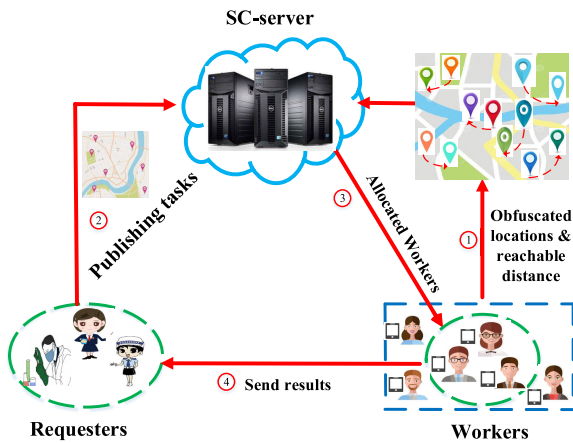 SC-server
2
Publishing tasks
3
Allocated Workers
1
Obfuscated
locations &
reachable
distance
4
Send results
Requesters
Workers